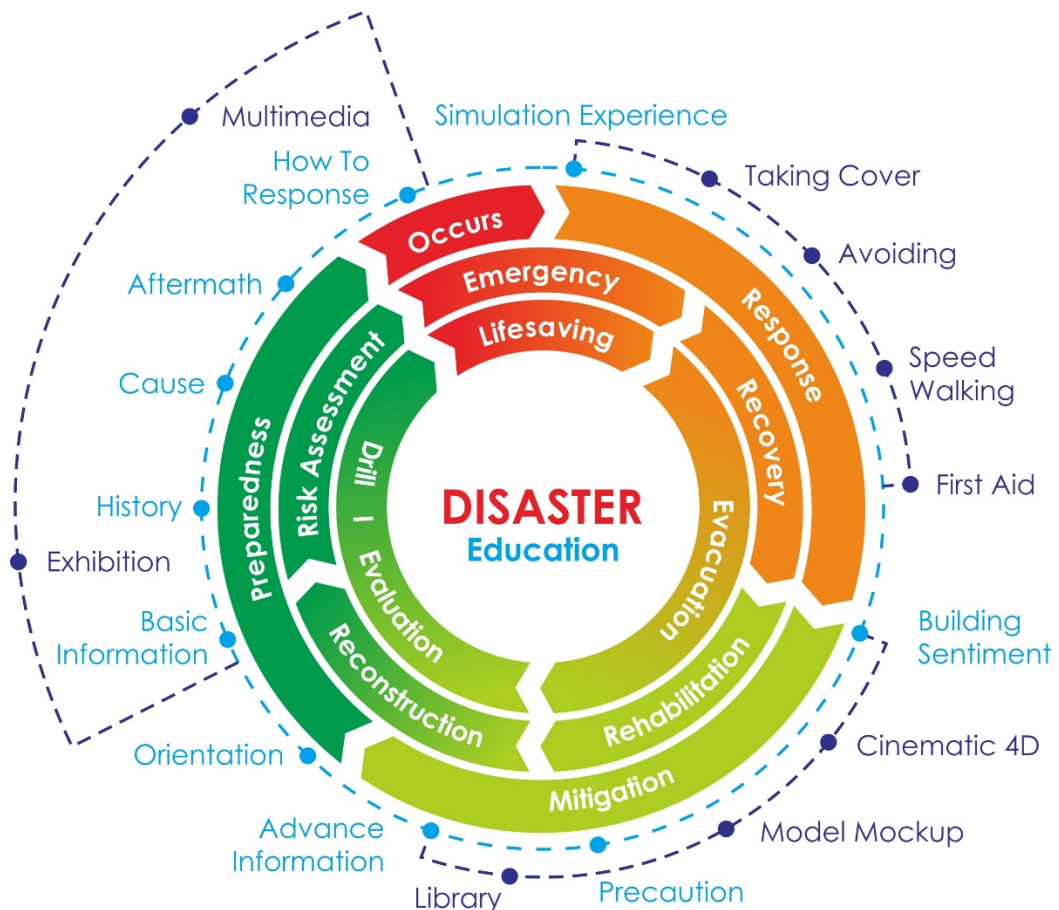 Multimedia
Simulation Experience
How To
Response
Taking Cover
Occurs
Avoiding
Emergency
Aftermath
Response
Lifesaving
Speed
Walking
Cause
Risk Assessment
Recovery
Drill | Evaluation
First Aid
History
Preparedness
DISASTER
Education
Exhibition
Evacuation
Basic
Information
Building
Sentiment
Reconstruction
Rehabilitation
Orientation
Cinematic 4D
Mitigation
Advance
Information
Model Mockup
Library
Precaution